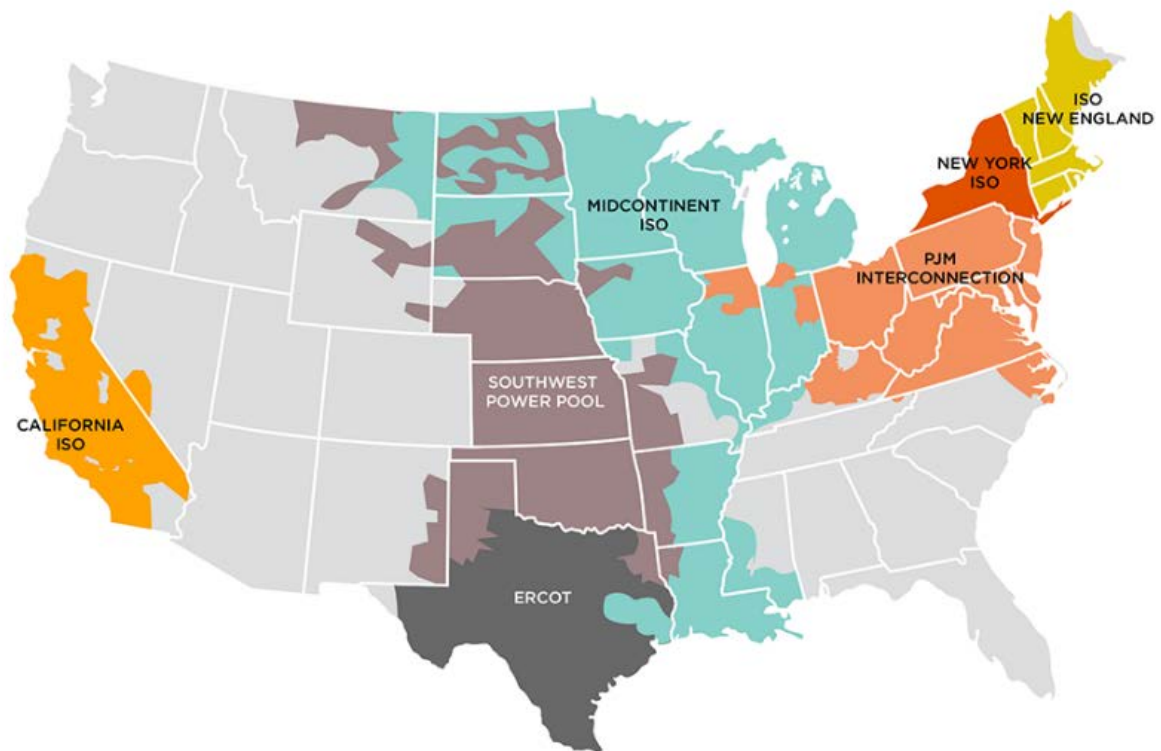 ISO
NEW ENGLAND
NEW YORK
ISO
MIDCONTINENT
ISO
PJM
INTERCONNECTION
SOUTHWEST
POWER POOL
CALIFORNIA
ISO
ERCOT